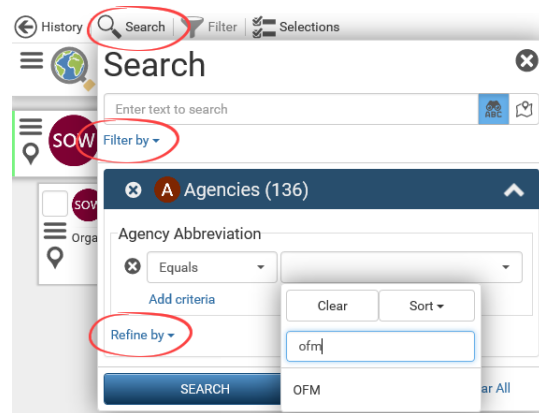 History Search Filter Selections
Search
Enter text to search
ABC
SOW
Filter by
A Agencies (136)
SOW
Orga
Agency Abbreviation
Equals
Add criteria
Clear Sort
Refine by
ofm
SEARCH
OFM
ar All